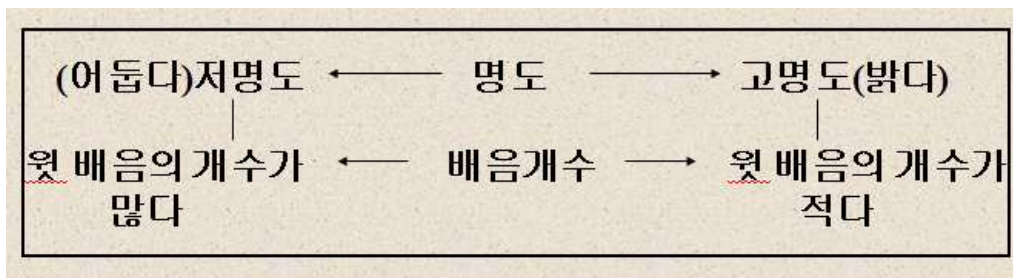 (어둡다)저명도 명도 고명도(밝다)
윗 배음의 개수가 배음개수 윗 배음의 개수가
많다 적다